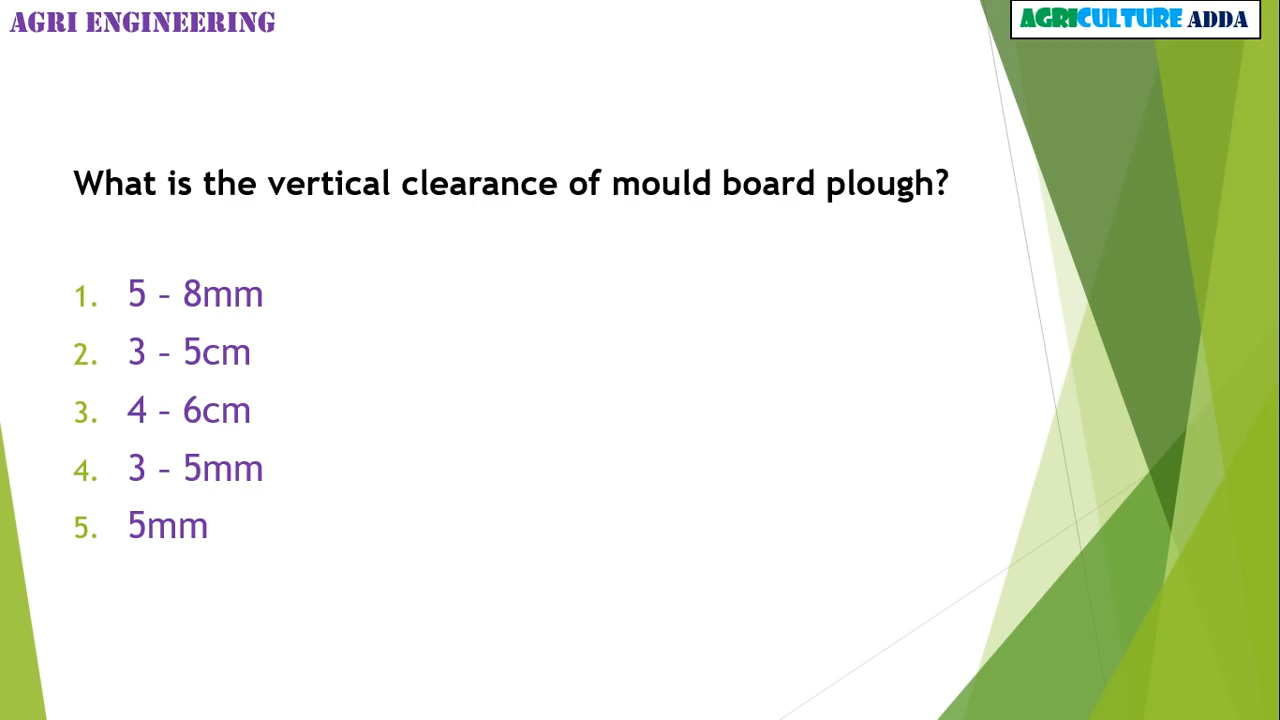 AGRI ENGINEERING
AGRICULTURE ADDA
What is the vertical clearance of mould board plough?
1. 5 – 8mm
2. 3 – 5cm
3. 4 – 6cm
4. 3 – 5mm
5. 5mm